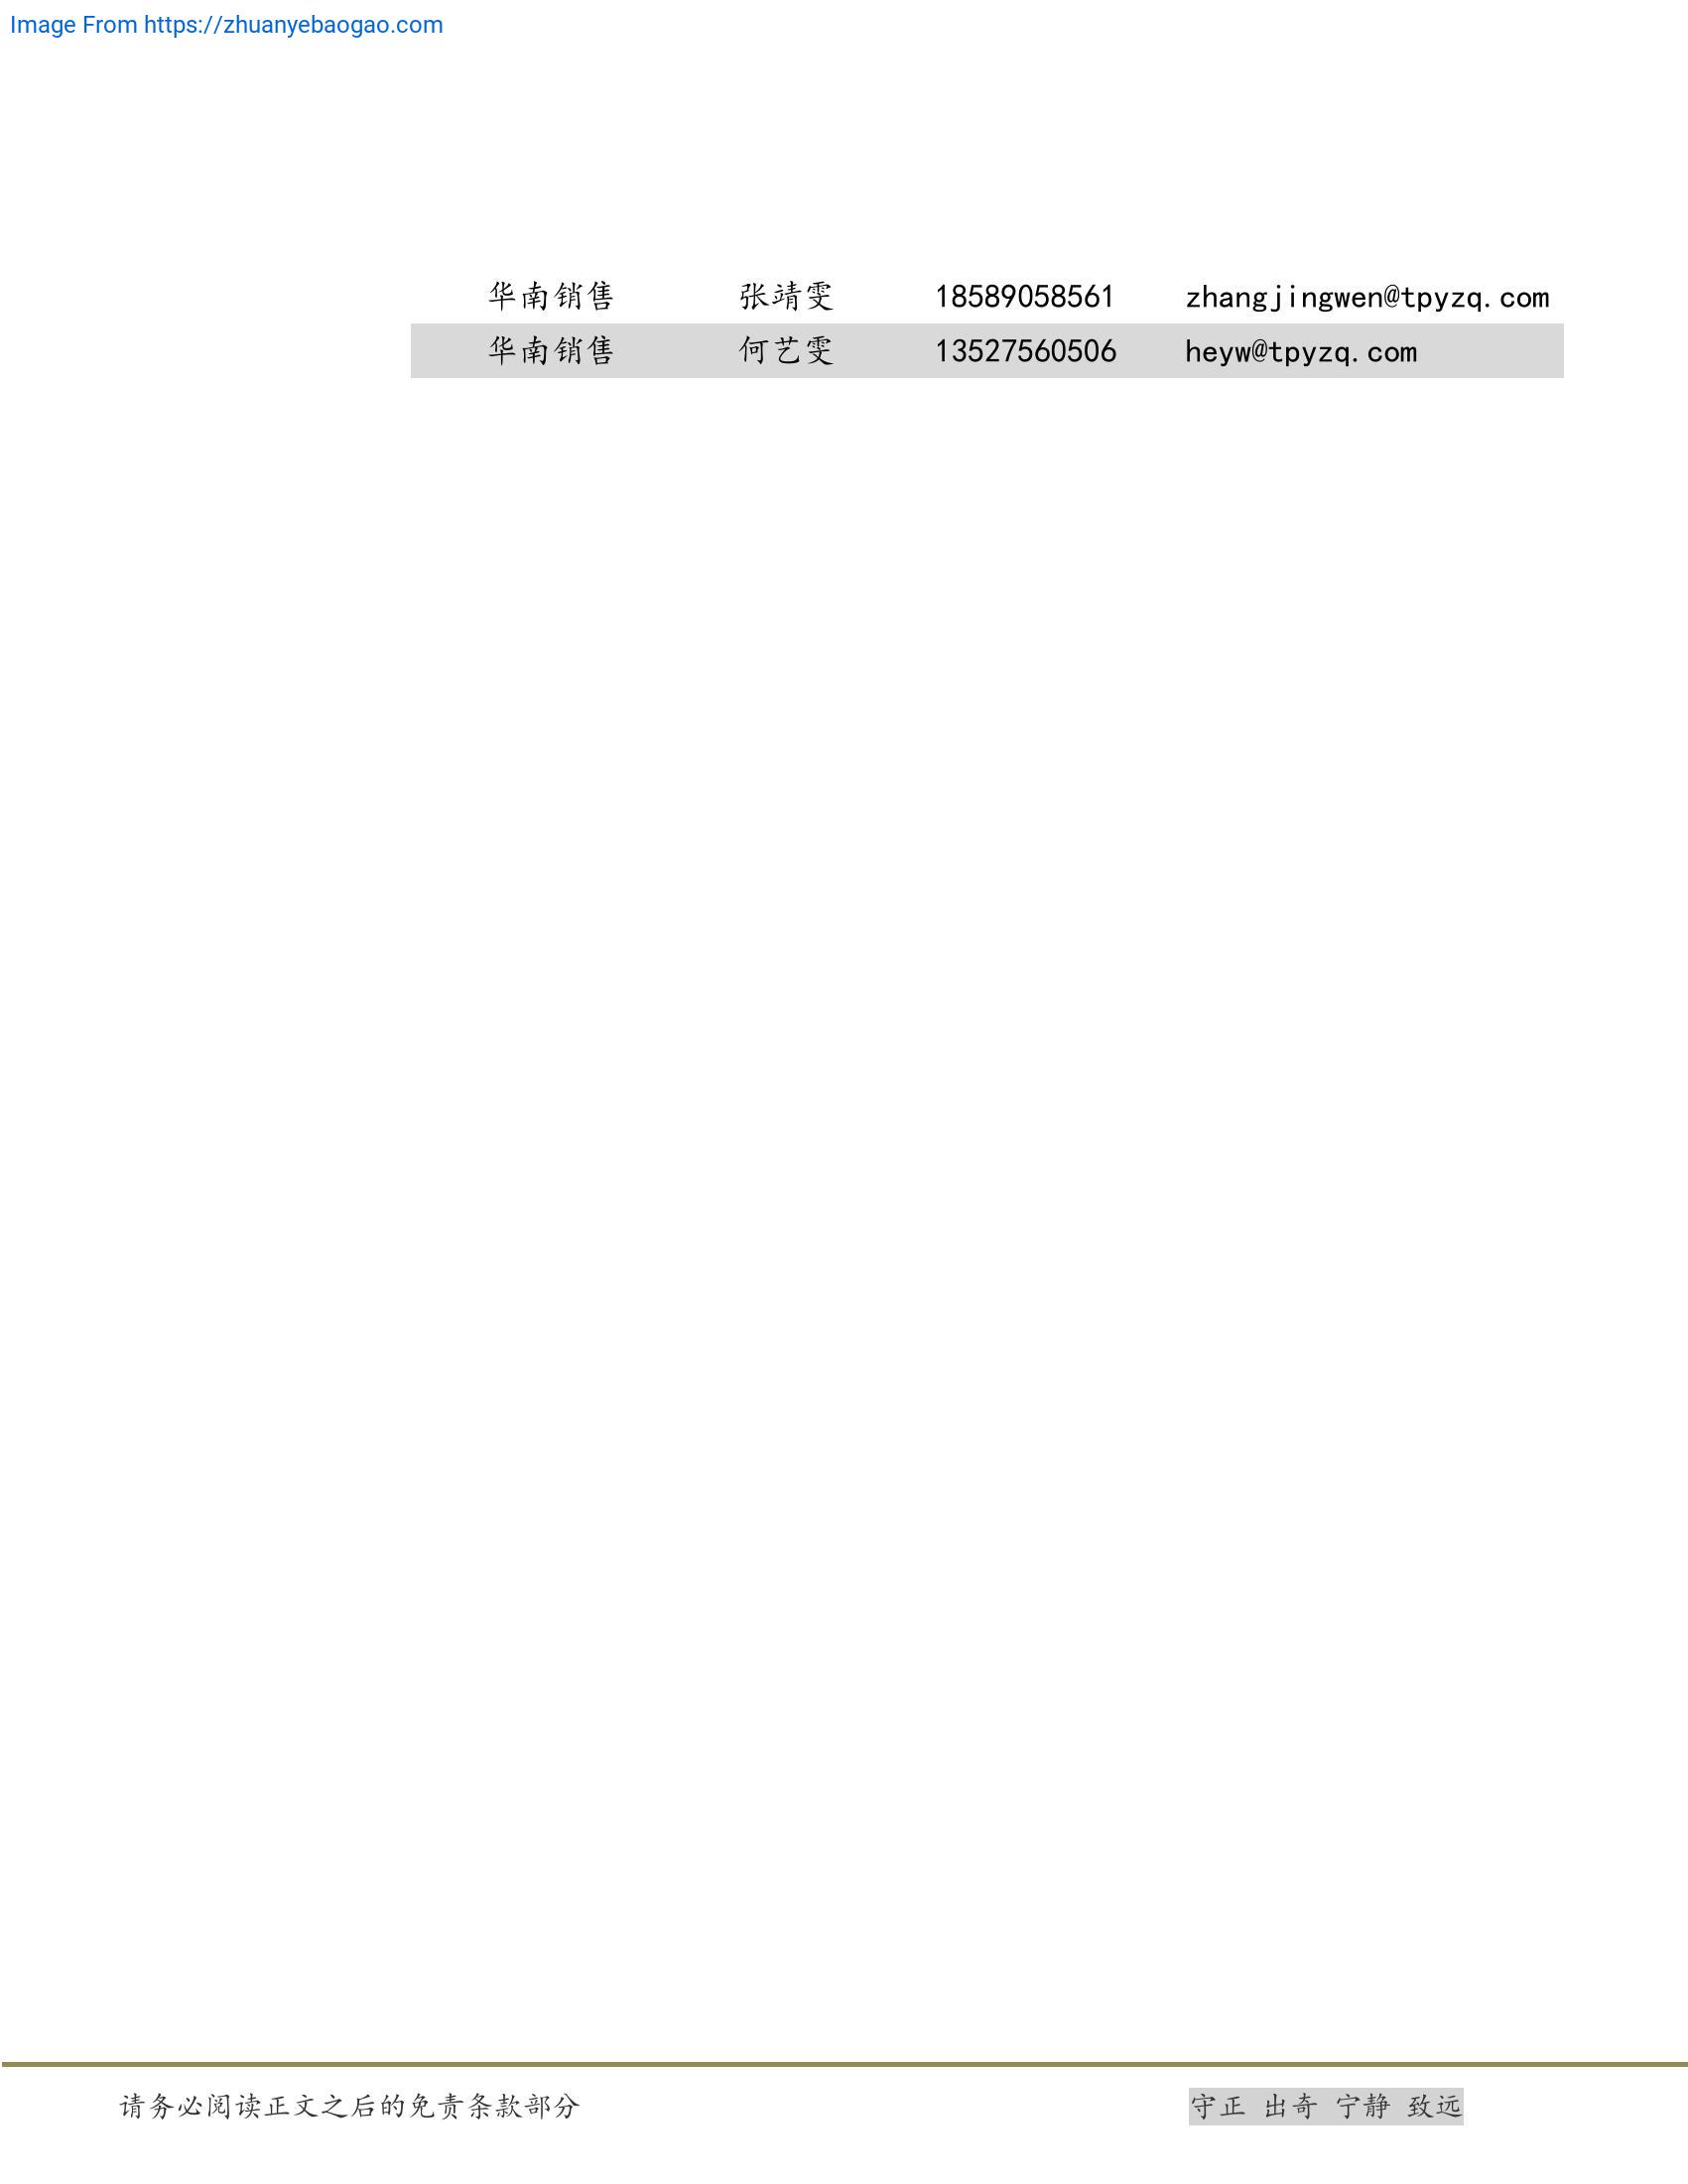 Image From https://zhuanyebaogao.com
华南销售 张靖雯 18589058561 zhangjingwen@tpyzq.com
华南销售 何艺雯 13527560506 heyw@tpyzq.com
请务必阅读正文之后的免责条款部分 守正 出奇 宁静 致远